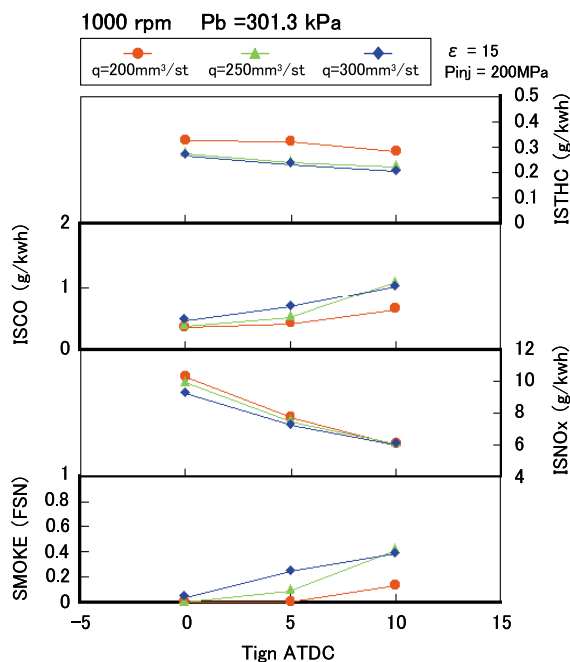 1000 rpm Pb =301.3 kPa
q=200mm³/st q=250mm³/st q=300mm³/st
ε = 15
Pinj = 200MPa
0.5
0.4
0.3
0.2
0.1
0
ISTHC (g/kwh)
2
1
0
ISCO (g/kwh)
12
10
8
6
4
ISNOx (g/kwh)
1
0.8
0.6
0.4
0.2
0
SMOKE (FSN)
−5 0 5 10 15
Tign ATDC